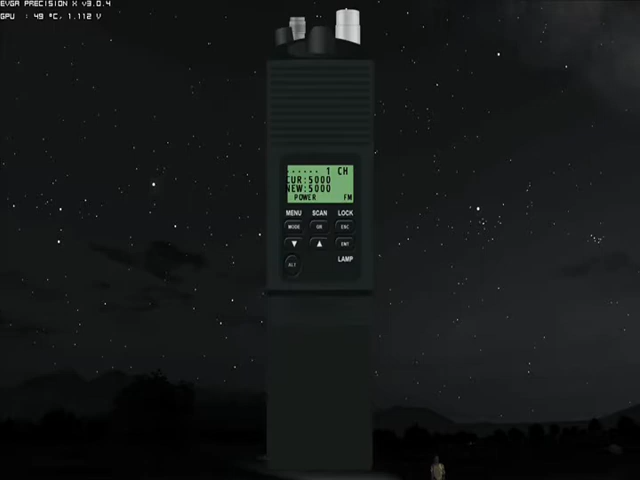 EVGA PRECISION X v3.0.4
GPU : 49 °C, 1.112 V
1 CH
CUR:5000
NEW:5000
POWER FM
MENU SCAN LOCK
MODE OR ESC
▼ ▲ ENT
ALT LAMP